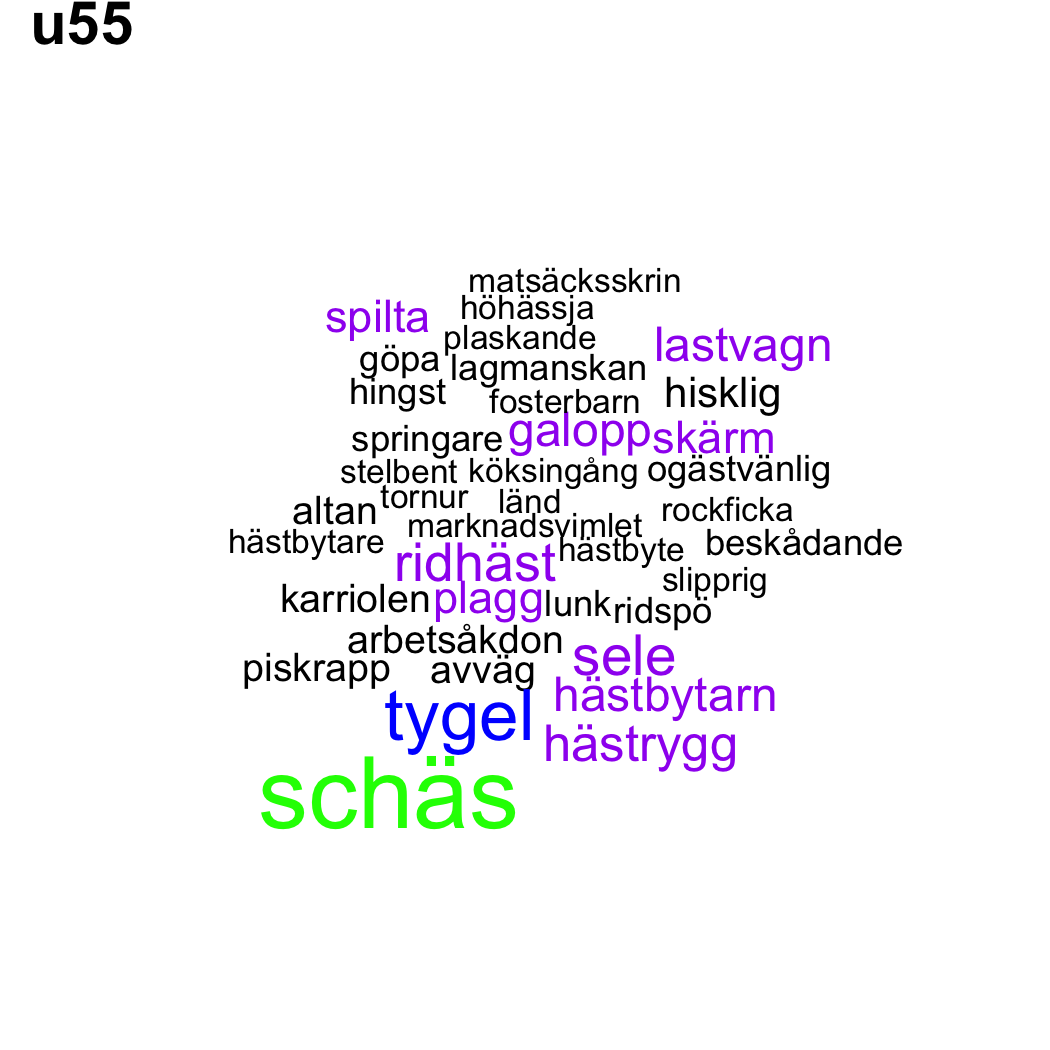 u55
matsäcksskrin
höhässja
spilta
plaskande
lastvagn
göpa
lagmanskan
hingst
fosterbarn
hisklig
springare
galopp
skärm
stelbent
köksingång
ogästvänlig
tornur
länd
altan
rockficka
marknadsvimlet
hästbytare
hästbyte
beskådande
ridhäst
slipprig
karriolen
plagg
lunk
ridspö
arbetsåkdon
sele
piskrapp
avväg
hästbytarn
tygel
hästrygg
schäs